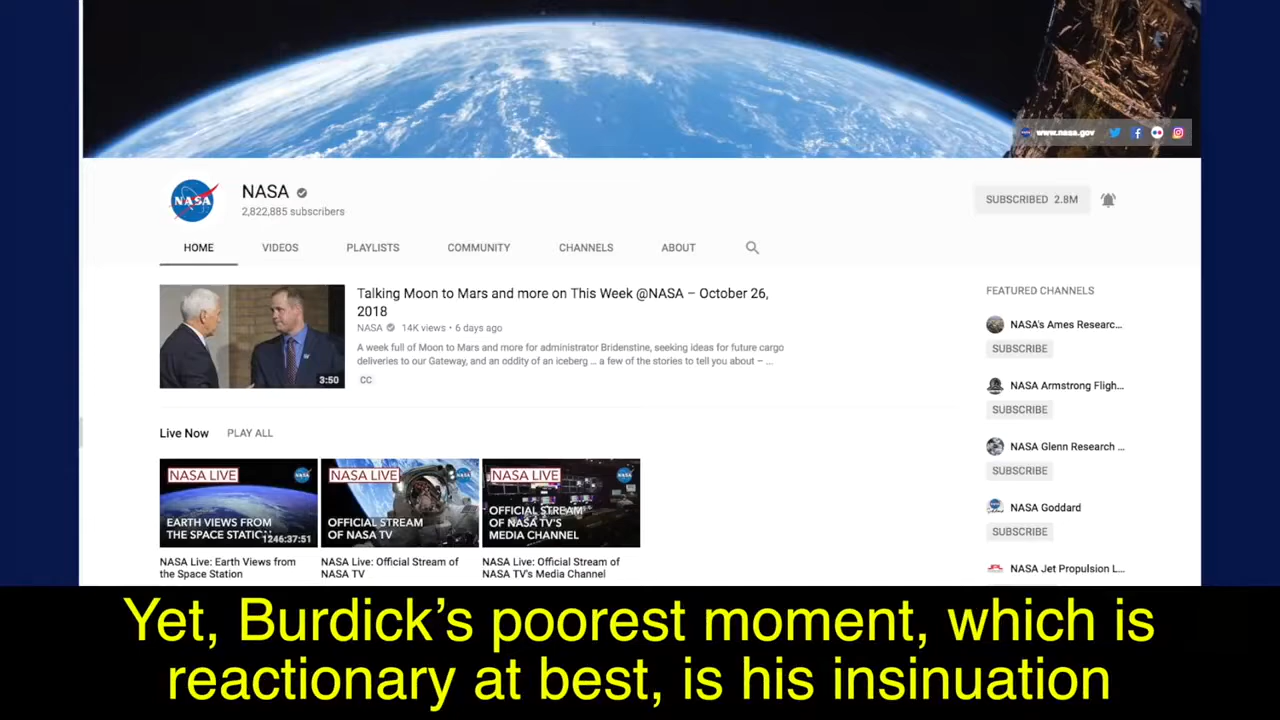 www.nasa.gov
NASA
NASA
2,822,885 subscribers
SUBSCRIBED 2.8M
HOME VIDEOS PLAYLISTS COMMUNITY CHANNELS ABOUT
Talking Moon to Mars and more on This Week @NASA – October 26,
2018
NASA 14K views • 6 days ago
A week full of Moon to Mars and more for administrator Bridenstine, seeking ideas for future cargo
deliveries to our Gateway, and an oddity of an iceberg ... a few of the stories to tell you about – ...
CC
3:50
FEATURED CHANNELS
NASA's Ames Researc...
SUBSCRIBE
NASA Armstrong Fligh...
SUBSCRIBE
NASA Glenn Research ...
SUBSCRIBE
NASA Goddard
SUBSCRIBE
NASA Jet Propulsion L...
Live Now PLAY ALL
NASA LIVE
EARTH VIEWS FROM
THE SPACE STATION
1246:37:51
NASA Live: Earth Views from
the Space Station
NASA LIVE
OFFICIAL STREAM
OF NASA TV
NASA Live: Official Stream of
NASA TV
NASA LIVE
OFFICIAL STREAM
OF NASA TV'S
MEDIA CHANNEL
NASA Live: Official Stream of
NASA TV's Media Channel
Yet, Burdick’s poorest moment, which is
reactionary at best, is his insinuation